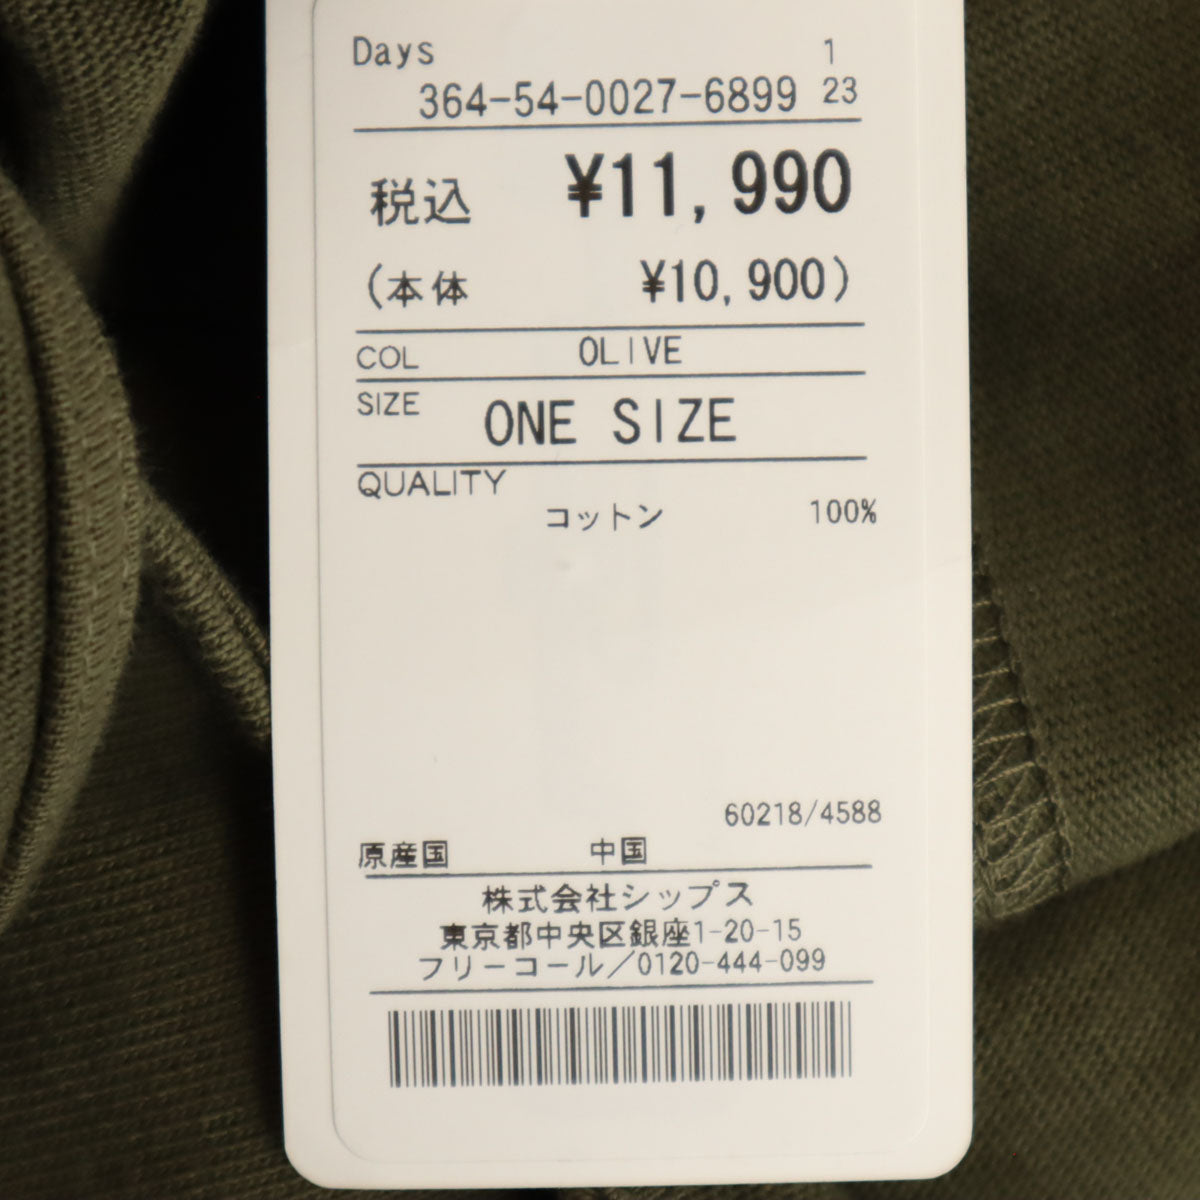 Days 1
364-54-0027-6899 23
税込 ¥11,990
(本体 ¥10,900)
COL OLIVE
SIZE ONE SIZE
QUALITY
コットン 100%
60218/4588
原産国 中国
株式会社シップス
東京都中央区銀座1-20-15
フリーコール/0120-444-099